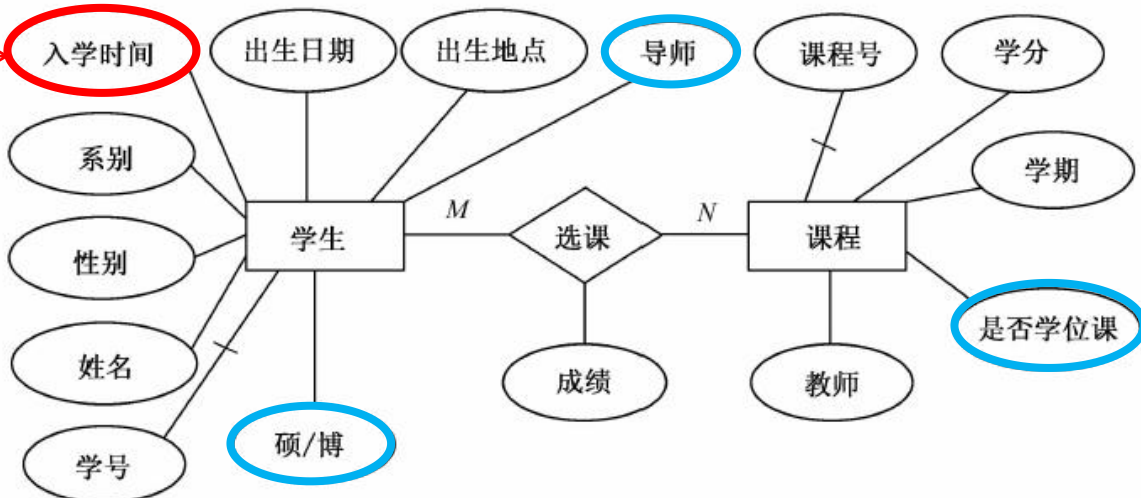 入学时间
出生日期
出生地点
导师
课程号
学分
系别
学期
性别
学生
M
选课
N
课程
姓名
是否学位课
成绩
教师
学号
硕/博